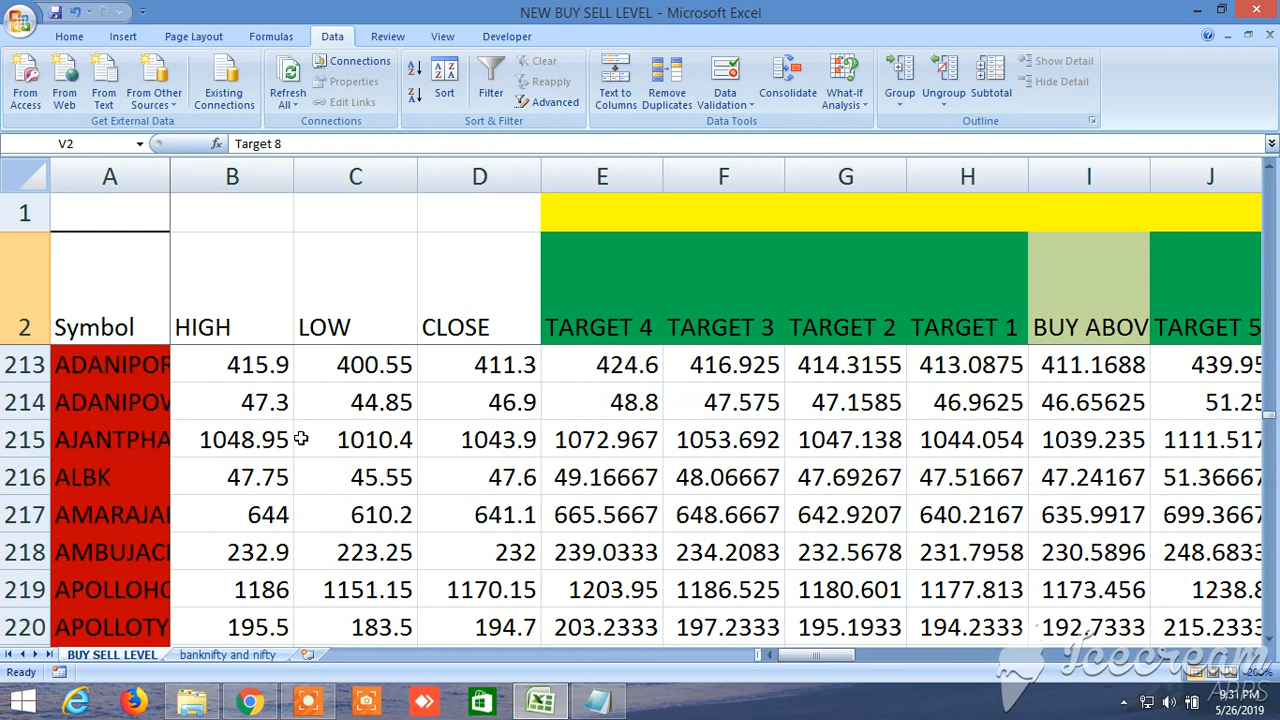 NEW BUY SELL LEVEL - Microsoft Excel
Home Insert Page Layout Formulas Data Review View Developer
From Access From Web From Text From Other Sources Existing Connections Refresh All Connections Properties Edit Links Sort Filter Clear Reapply Advanced Text to Columns Remove Duplicates Data Validation Consolidate What-If Analysis Group Ungroup Subtotal Show Detail Hide Detail
Get External Data Connections Sort & Filter Data Tools Outline
V2 fx Target 8
A B C D E F G H I J
1
2 Symbol HIGH LOW CLOSE TARGET 4 TARGET 3 TARGET 2 TARGET 1 BUY ABOV TARGET 5
213 ADANIPOR 415.9 400.55 411.3 424.6 416.925 414.3155 413.0875 411.1688 439.95
214 ADANIPOW 47.3 44.85 46.9 48.8 47.575 47.1585 46.9625 46.65625 51.25
215 AJANTPHA 1048.95 1010.4 1043.9 1072.967 1053.692 1047.138 1044.054 1039.235 1111.517
216 ALBK 47.75 45.55 47.6 49.16667 48.06667 47.69267 47.51667 47.24167 51.36667
217 AMARAJAI 644 610.2 641.1 665.5667 648.6667 642.9207 640.2167 635.9917 699.3667
218 AMBUJACE 232.9 223.25 232 239.0333 234.2083 232.5678 231.7958 230.5896 248.6833
219 APOLLOHO 1186 1151.15 1170.15 1203.95 1186.525 1180.601 1177.813 1173.456 1238.8
220 APOLLOTY 195.5 183.5 194.7 203.2333 197.2333 195.1933 194.2333 192.7333 215.2333
BUY SELL LEVEL banknifty and nifty
Ready 200%
Icecream
APPS
9:31 PM
5/26/2019